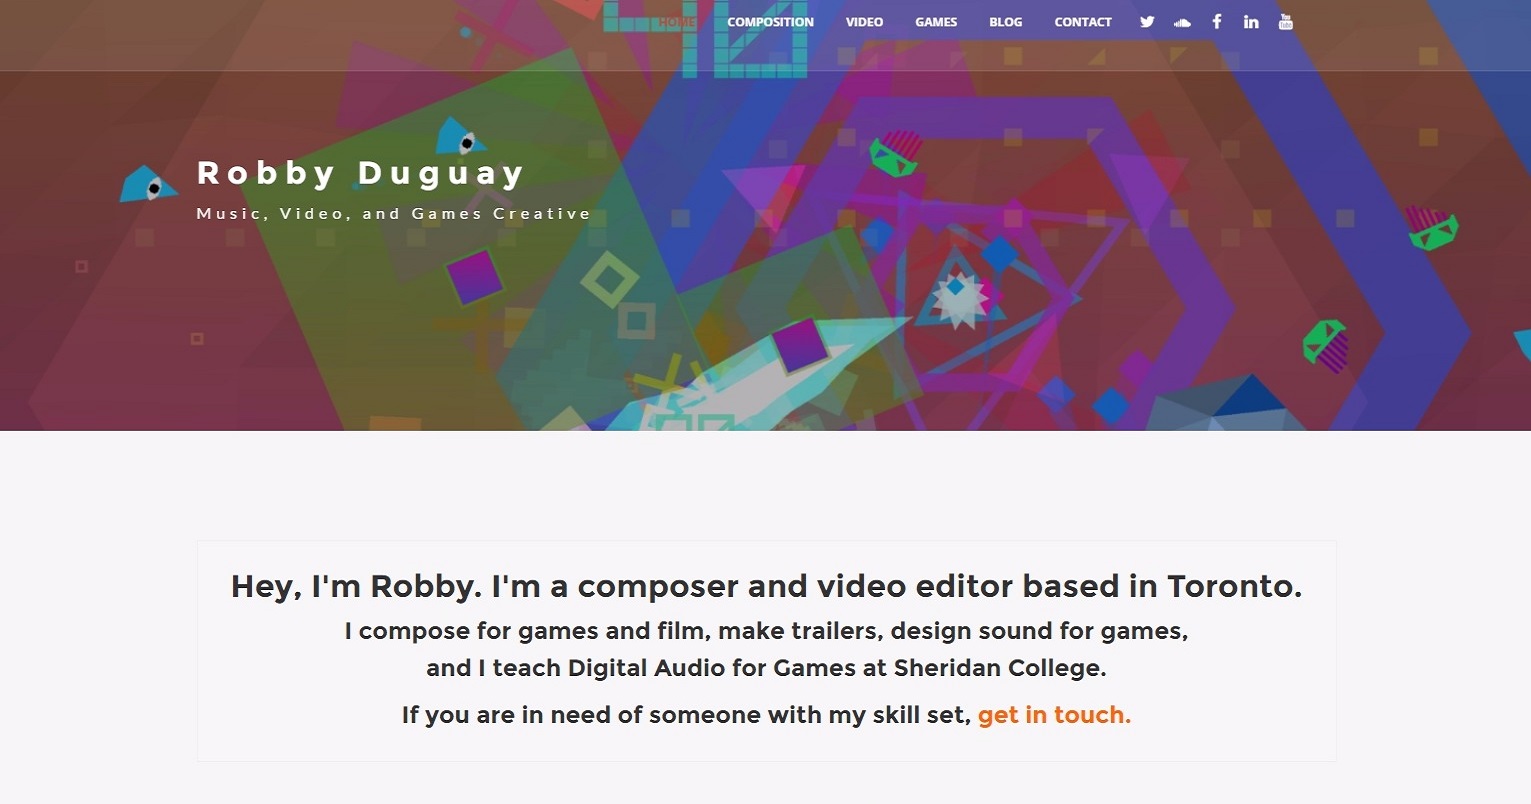 HOME COMPOSITION VIDEO GAMES BLOG CONTACT
Robby Duguay
Music, Video, and Games Creative
Hey, I'm Robby. I'm a composer and video editor based in Toronto.
I compose for games and film, make trailers, design sound for games,
and I teach Digital Audio for Games at Sheridan College.
If you are in need of someone with my skill set, get in touch.